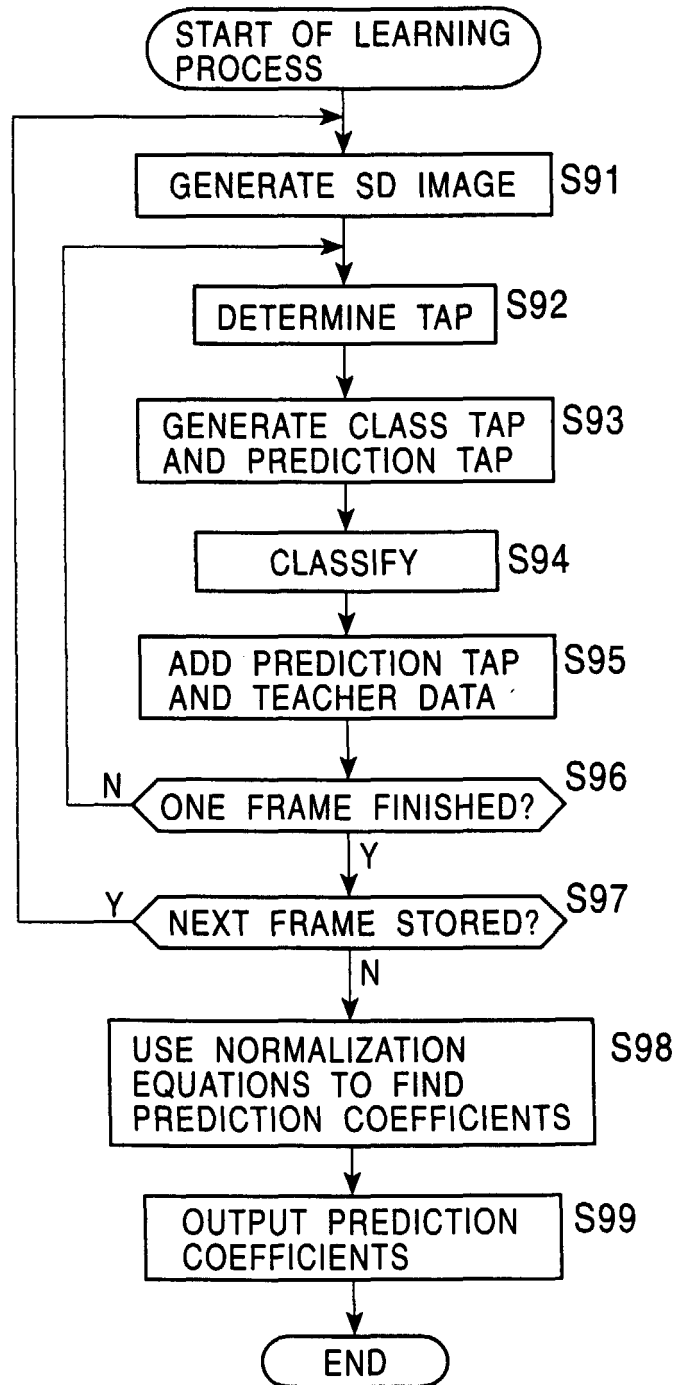 START OF LEARNING
PROCESS
GENERATE SD IMAGE
S91
DETERMINE TAP
S92
GENERATE CLASS TAP
AND PREDICTION TAP
S93
CLASSIFY
S94
ADD PREDICTION TAP
AND TEACHER DATA
S95
N
ONE FRAME FINISHED?
S96
Y
Y
NEXT FRAME STORED?
S97
N
USE NORMALIZATION
EQUATIONS TO FIND
PREDICTION COEFFICIENTS
S98
OUTPUT PREDICTION
COEFFICIENTS
S99
END